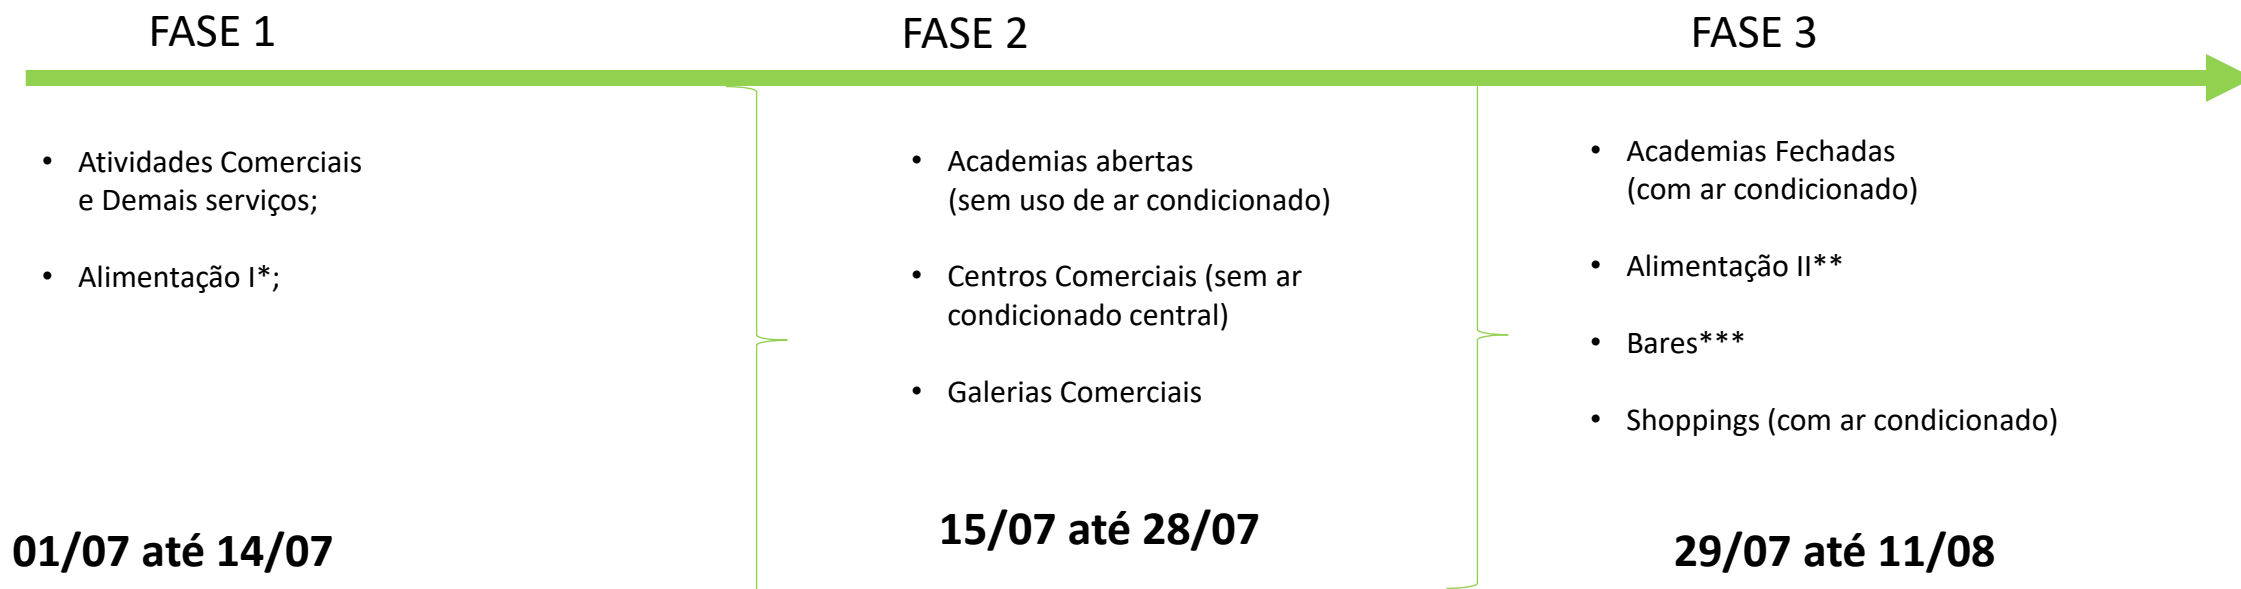 FASE 1
• Atividades Comerciais
e Demais serviços;
• Alimentação I*;
01/07 até 14/07
FASE 2
• Academias abertas
(sem uso de ar condicionado)
• Centros Comerciais (sem ar
condicionado central)
• Galerias Comerciais
15/07 até 28/07
FASE 3
• Academias Fechadas
(com ar condicionado)
• Alimentação II**
• Bares***
• Shoppings (com ar condicionado)
29/07 até 11/08